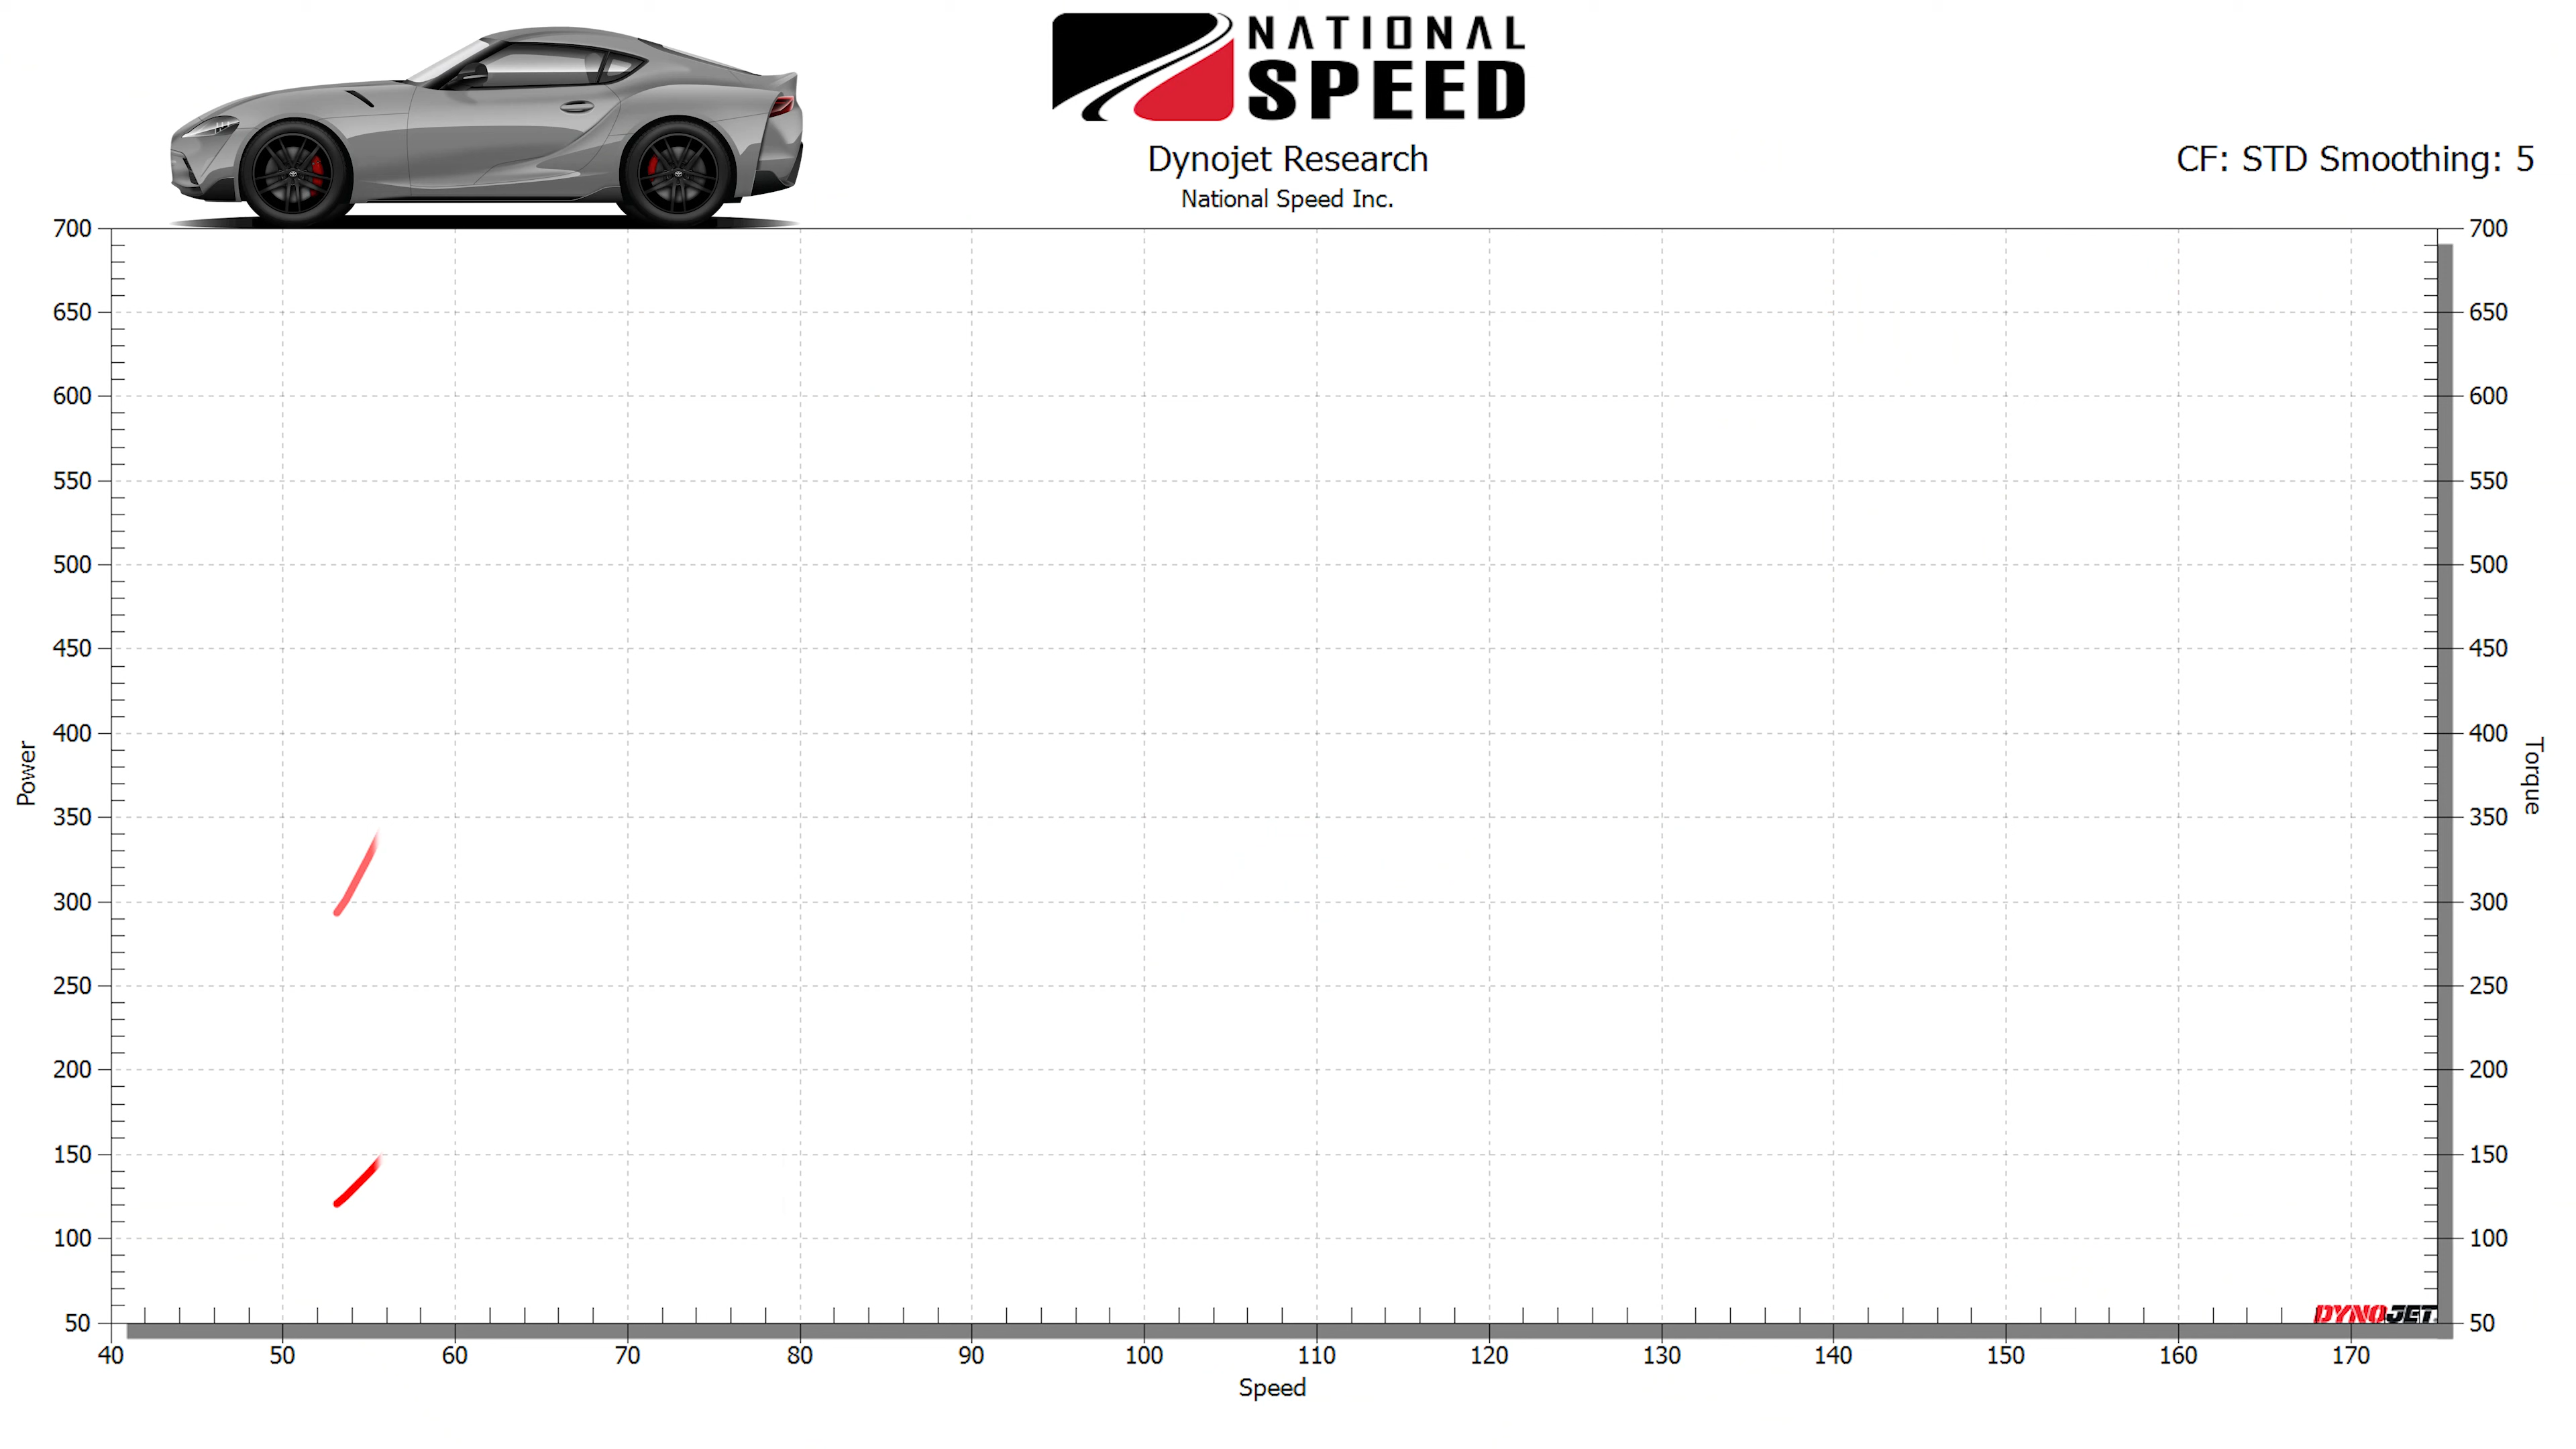 NATIONAL
SPEED
Dynojet Research
National Speed Inc.
CF: STD Smoothing: 5
700
650
600
550
500
450
400
350
300
250
200
150
100
50
Power
700
650
600
550
500
450
400
350
300
250
200
150
100
50
Torque
DYNOJET
40 50 60 70 80 90 100 110 120 130 140 150 160 170
Speed